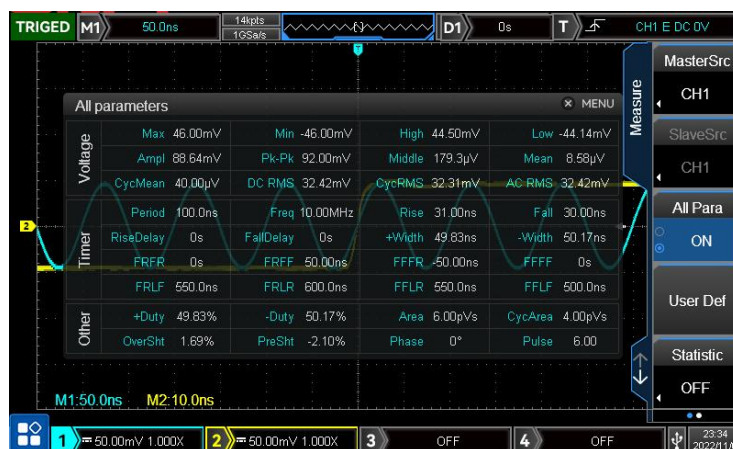 TRIGED M1 50.0ns 14kpts 1GSa/s D1 0s T CH1 E DC 0V
T
MasterSrc
CH1
SlaveSrc
CH1
All Para
ON
User Def
Statistic
OFF
Measure
All parameters MENU
Voltage
Max 46.00mV Min -46.00mV High 44.50mV Low -44.14mV
Ampl 88.64mV Pk-Pk 92.00mV Middle 179.3µV Mean 8.58µV
CycMean 40.00µV DC RMS 32.42mV CycRMS 32.31mV AC RMS 32.42mV
Timer
Period 100.0ns Freq 10.00MHz Rise 31.00ns Fall 30.00ns
RiseDelay 0s FallDelay 0s +Width 49.83ns -Width 50.17ns
FRFR 0s FRFF 50.00ns FFFR -50.00ns FFFF 0s
FRLF 550.0ns FRLR 600.0ns FFLR 550.0ns FFLF 500.0ns
Other
+Duty 49.83% -Duty 50.17% Area 6.00pVs CycArea 4.00pVs
OverSht 1.69% PreSht -2.10% Phase 0° Pulse 6.00
2
M1:50.0ns M2:10.0ns
1 50.00mV 1.000X 2 50.00mV 1.000X 3 OFF 4 OFF
23:34